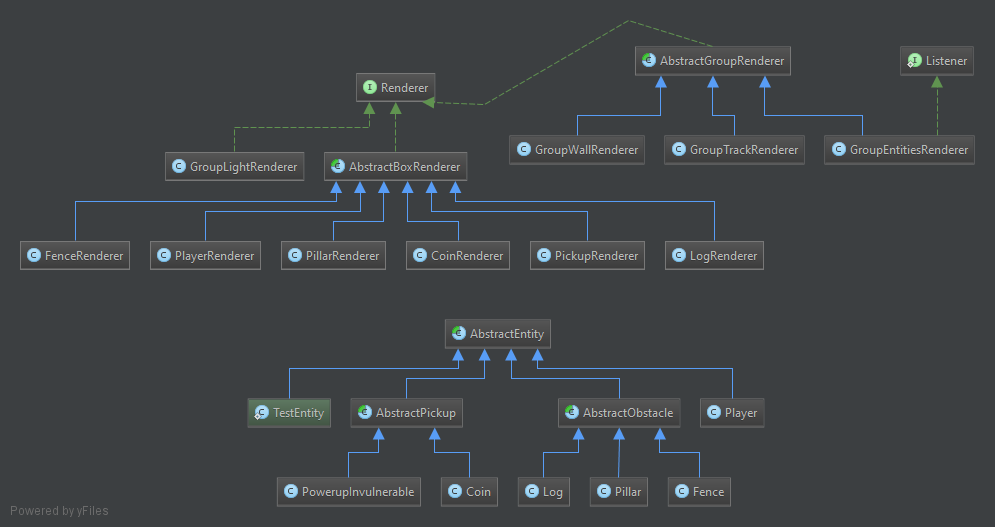 AbstractGroupRenderer
Listener
Renderer
GroupWallRenderer
GroupTrackRenderer
GroupEntitiesRenderer
GroupLightRenderer
AbstractBoxRenderer
FenceRenderer
PlayerRenderer
PillarRenderer
CoinRenderer
PickupRenderer
LogRenderer
AbstractEntity
TestEntity
AbstractPickup
AbstractObstacle
Player
PowerupInvulnerable
Coin
Log
Pillar
Fence
Powered by yFiles